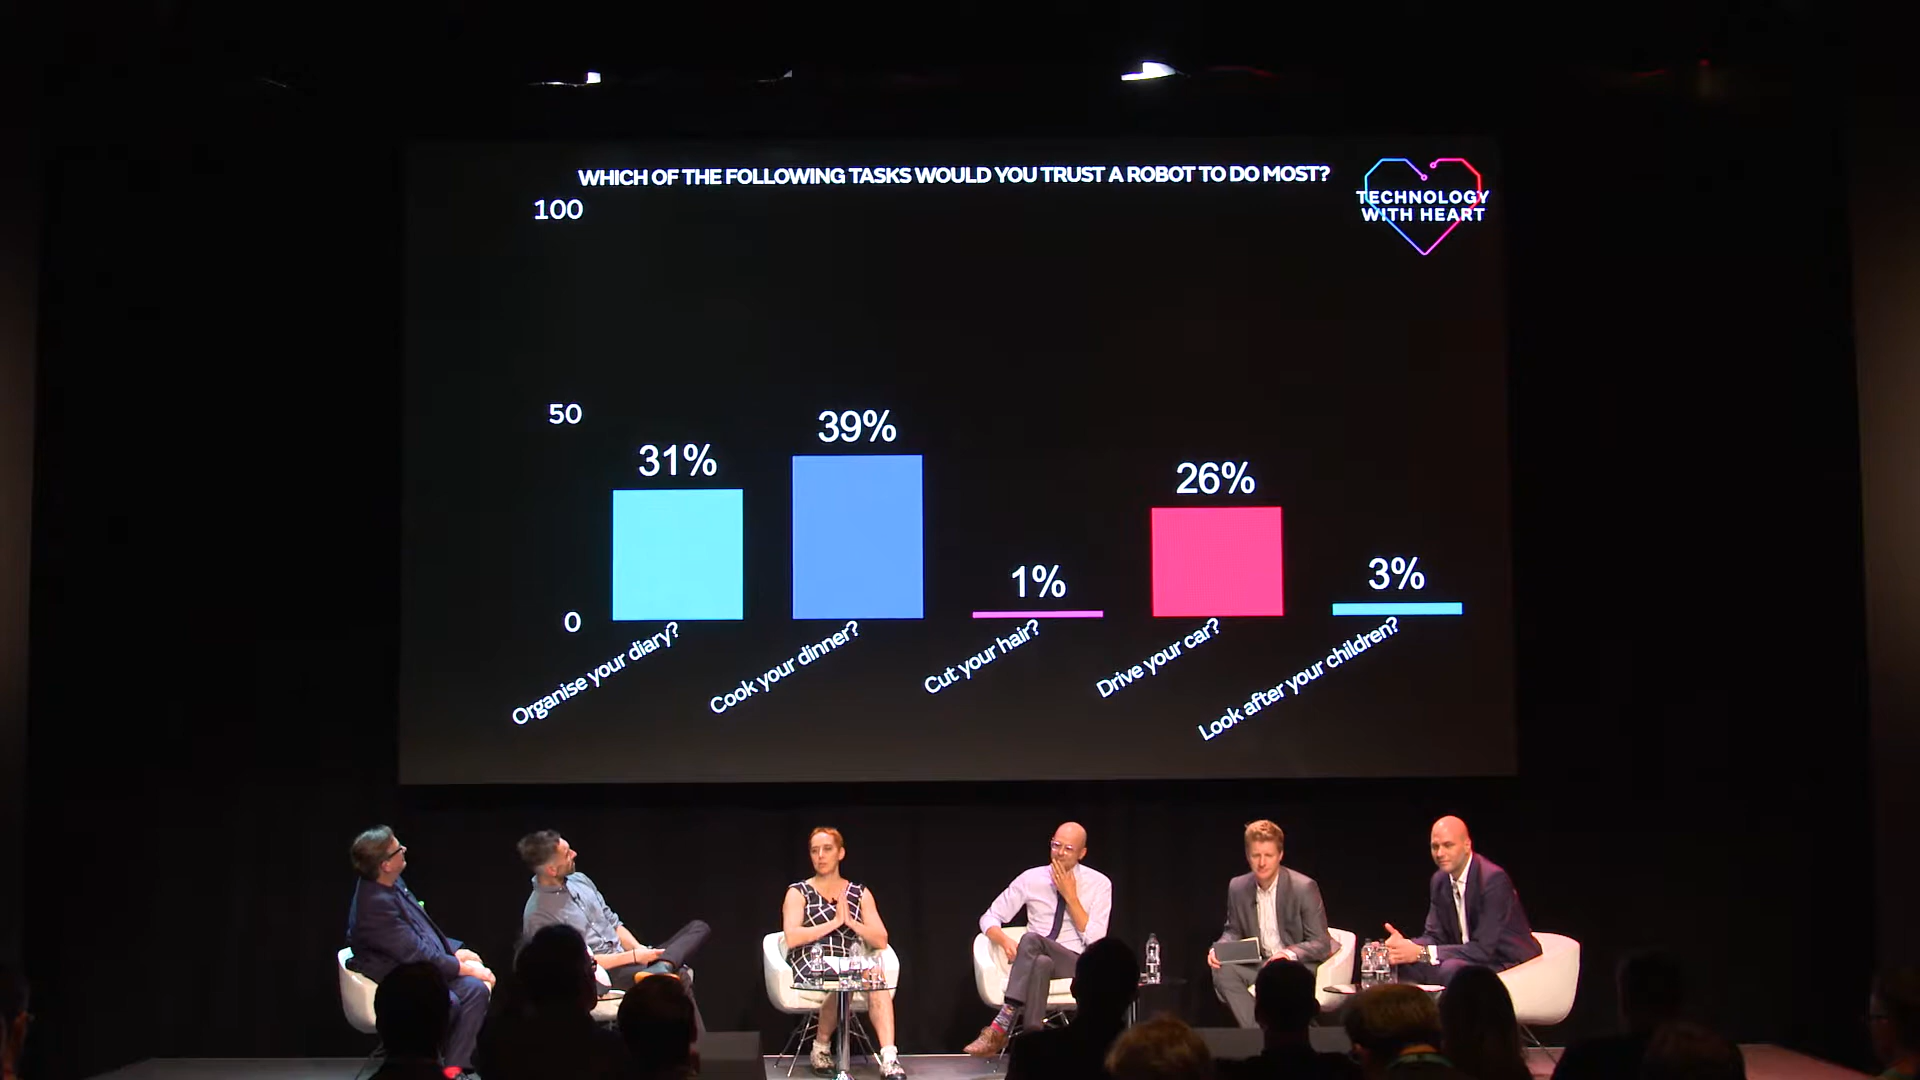 WHICH OF THE FOLLOWING TASKS WOULD YOU TRUST A ROBOT TO DO MOST?
TECHNOLOGY
WITH HEART
100
50
0
31%
39%
1%
26%
3%
Organise your diary?
Cook your dinner?
Cut your hair?
Drive your car?
Look after your children?